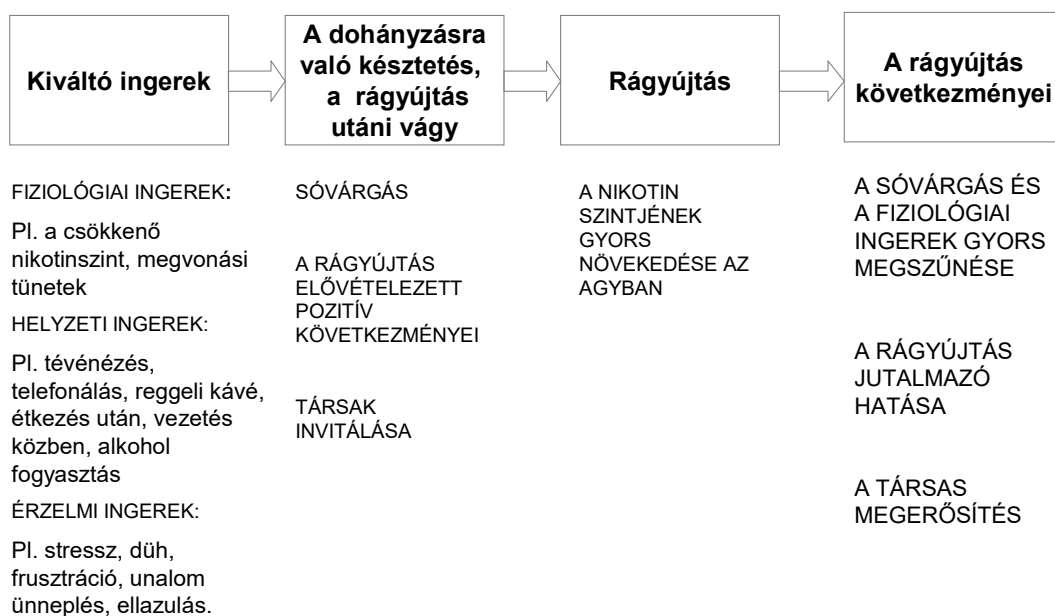 Kiváltó ingerek
A dohányzásra
való késztetés,
a rágyújtás
utáni vágy
Rágyújtás
A rágyújtás
következményei
FIZIOLÓGIAI INGEREK:
Pl. a csökkenő
nikotinszint, megvonási
tünetek
HELYZETI INGEREK:
Pl. tévénézés,
telefonálás, reggeli kávé,
étkezés után, vezetés
közben, alkohol
fogyasztás
ÉRZELMI INGEREK:
Pl. stressz, düh,
frusztráció, unalom
ünneplés, ellazulás.
SÓVÁRGÁS
A RÁGYÚJTÁS
ELŐVÉTELEZETT
POZITÍV
KÖVETKEZMÉNYEI
TÁRSAK
INVITÁLÁSA
A NIKOTIN
SZINTJÉNEK
GYORS
NÖVEKEDÉSE AZ
AGYBAN
A SÓVÁRGÁS ÉS
A FIZIOLÓGIAI
INGEREK GYORS
MEGSZŰNÉSE
A RÁGYÚJTÁS
JUTALMAZÓ
HATÁSA
A TÁRSAS
MEGERŐSÍTÉS